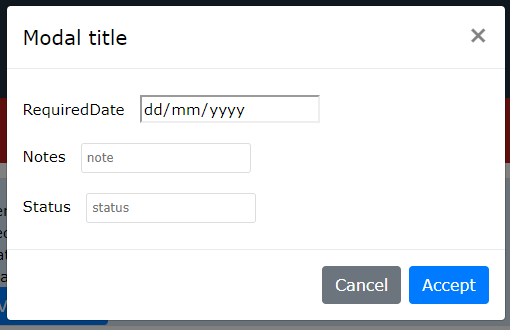 Modal title
×
RequiredDate dd/mm/yyyy
Notes note
Status status
Cancel Accept